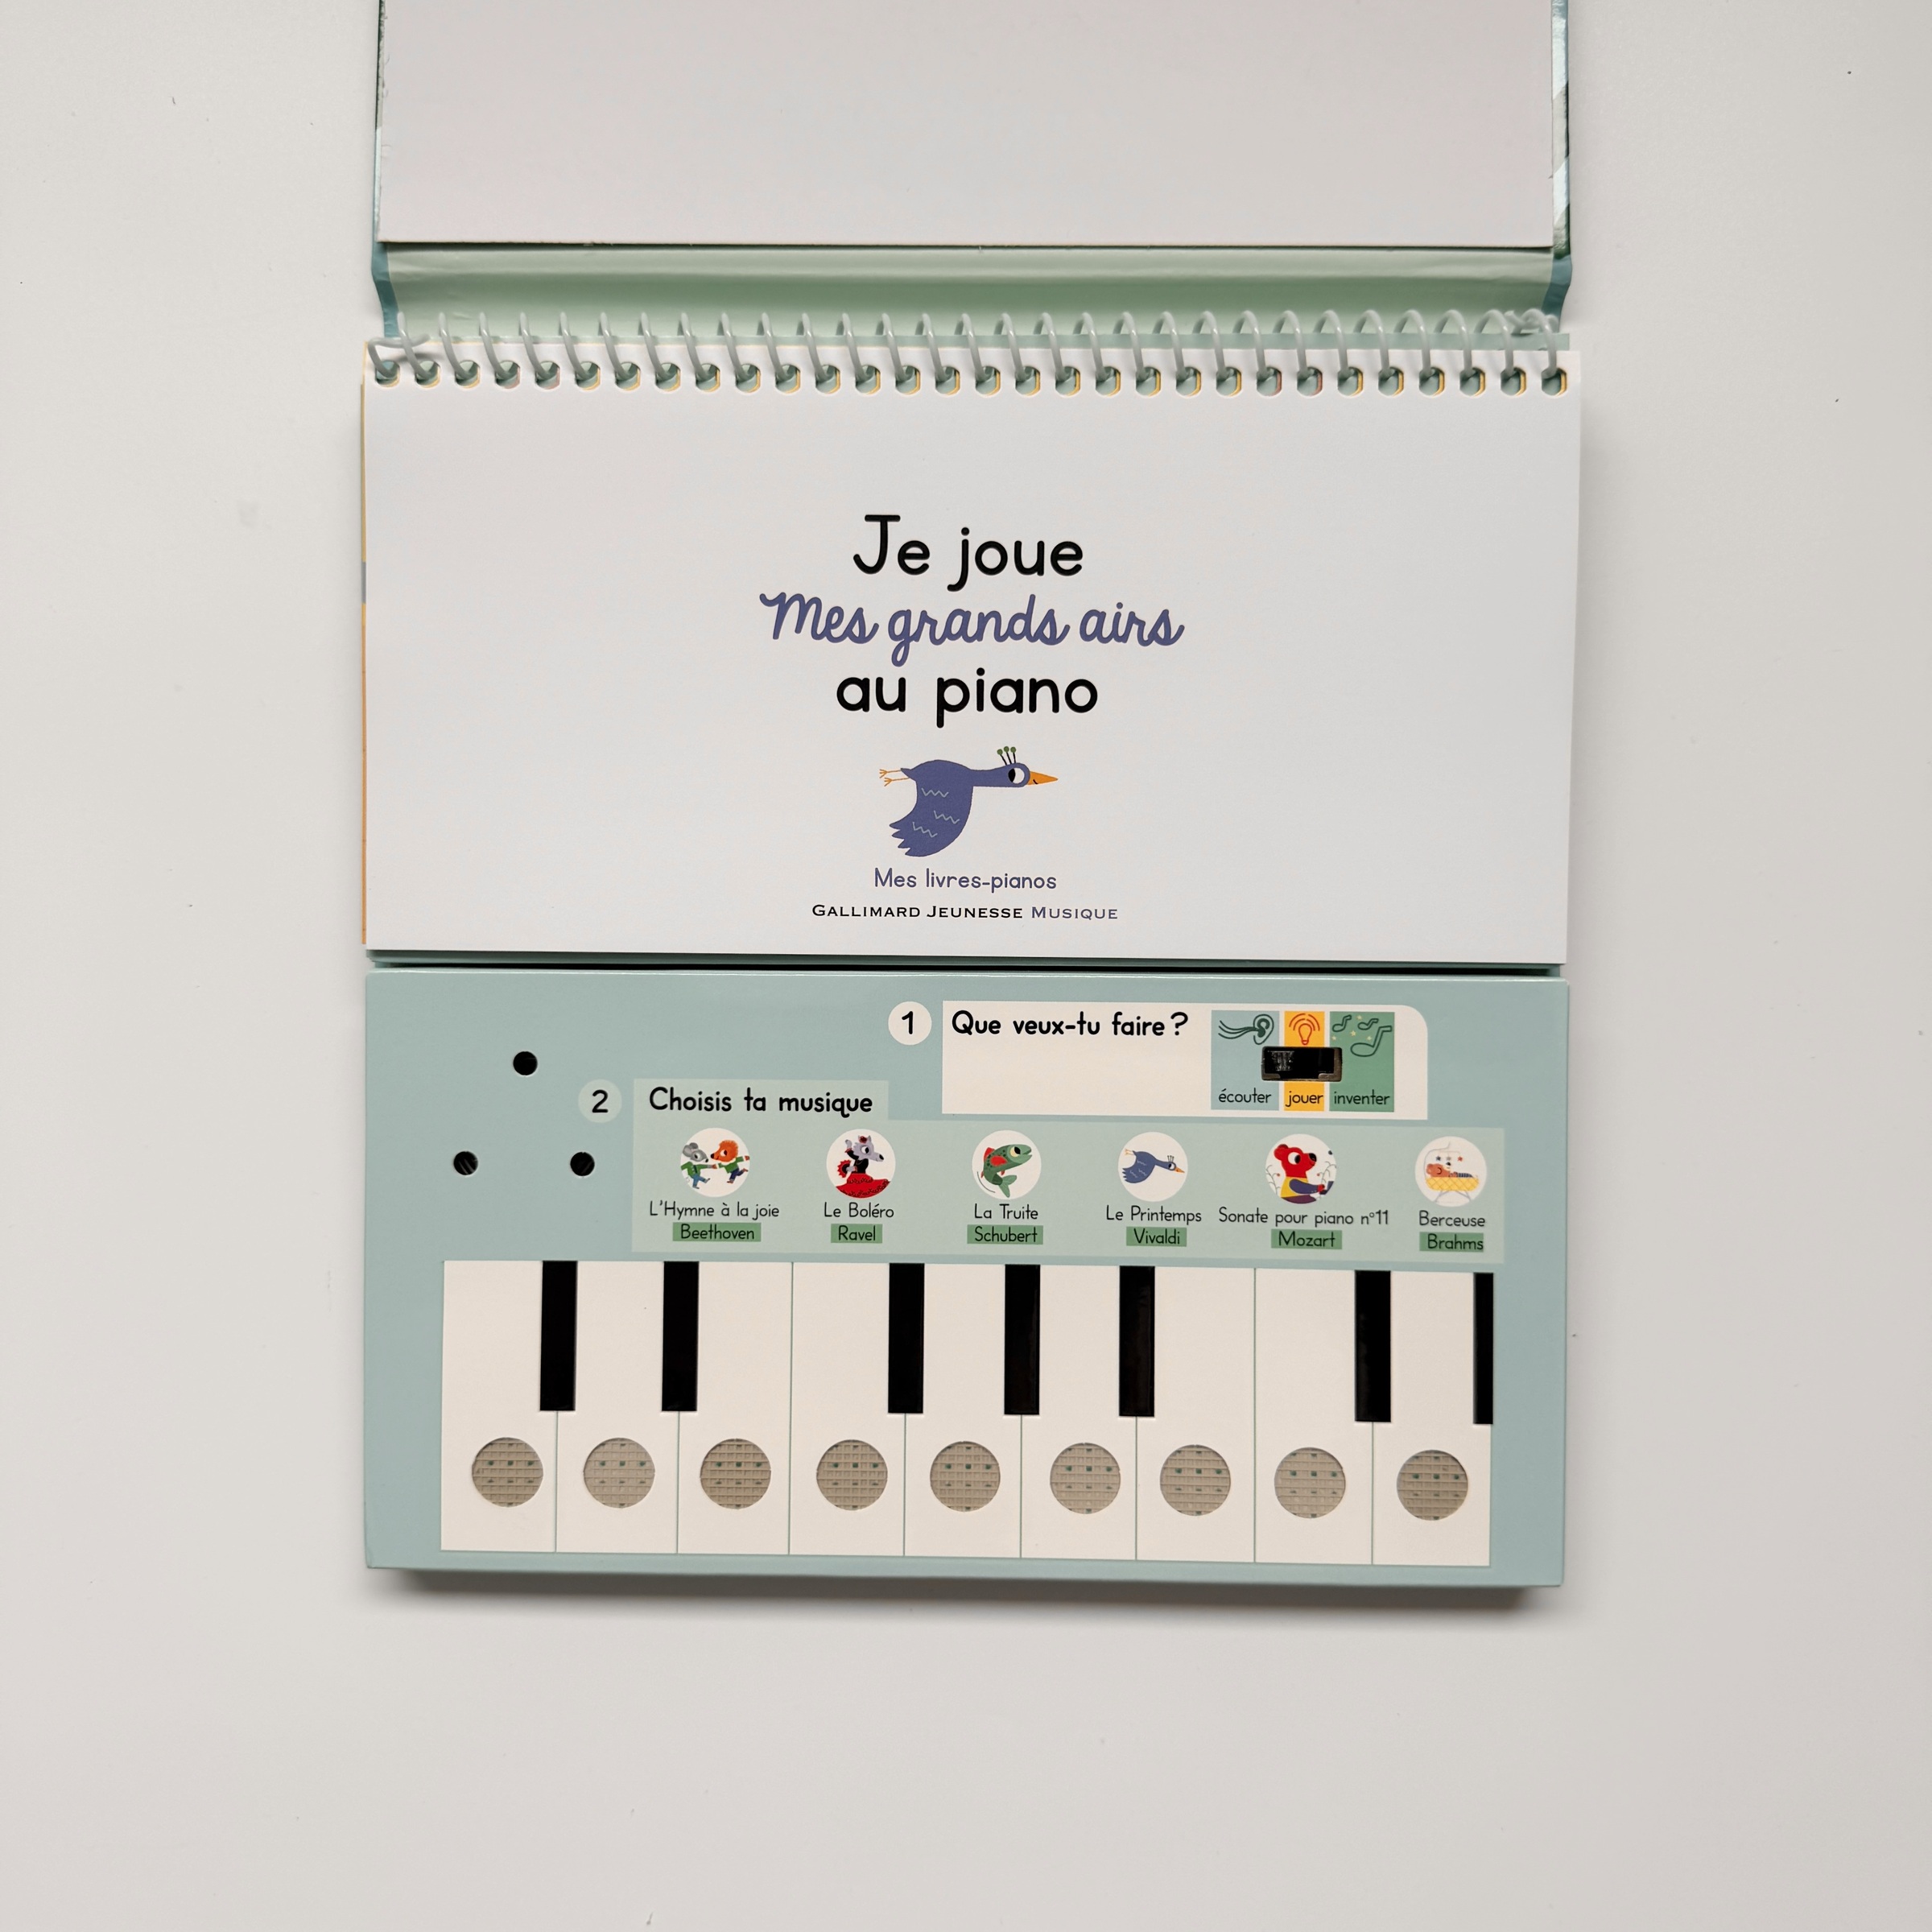 Je joue
Mes grands airs
au piano
Mes livres-pianos
GALLIMARD JEUNESSE MUSIQUE
1 Que veux-tu faire ?
écouter jouer inventer
2 Choisis ta musique
L'Hymne à la joie
Beethoven
Le Boléro
Ravel
La Truite
Schubert
Le Printemps
Vivaldi
Sonate pour piano n°11
Mozart
Berceuse
Brahms